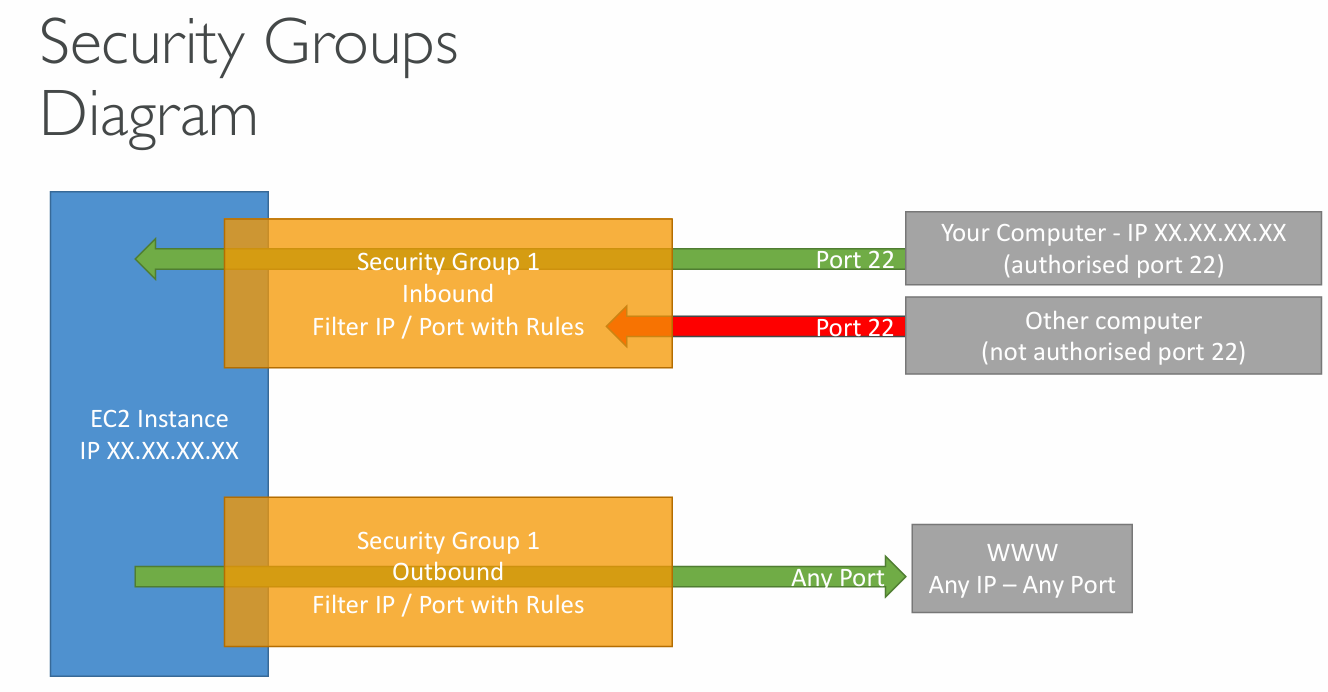 Security Groups
Diagram
Your Computer - IP XX.XX.XX.XX
(authorised port 22)
Port 22
Security Group 1
Inbound
Filter IP / Port with Rules
Port 22
Other computer
(not authorised port 22)
EC2 Instance
IP XX.XX.XX.XX
Security Group 1
Outbound
Filter IP / Port with Rules
Any Port
WWW
Any IP – Any Port